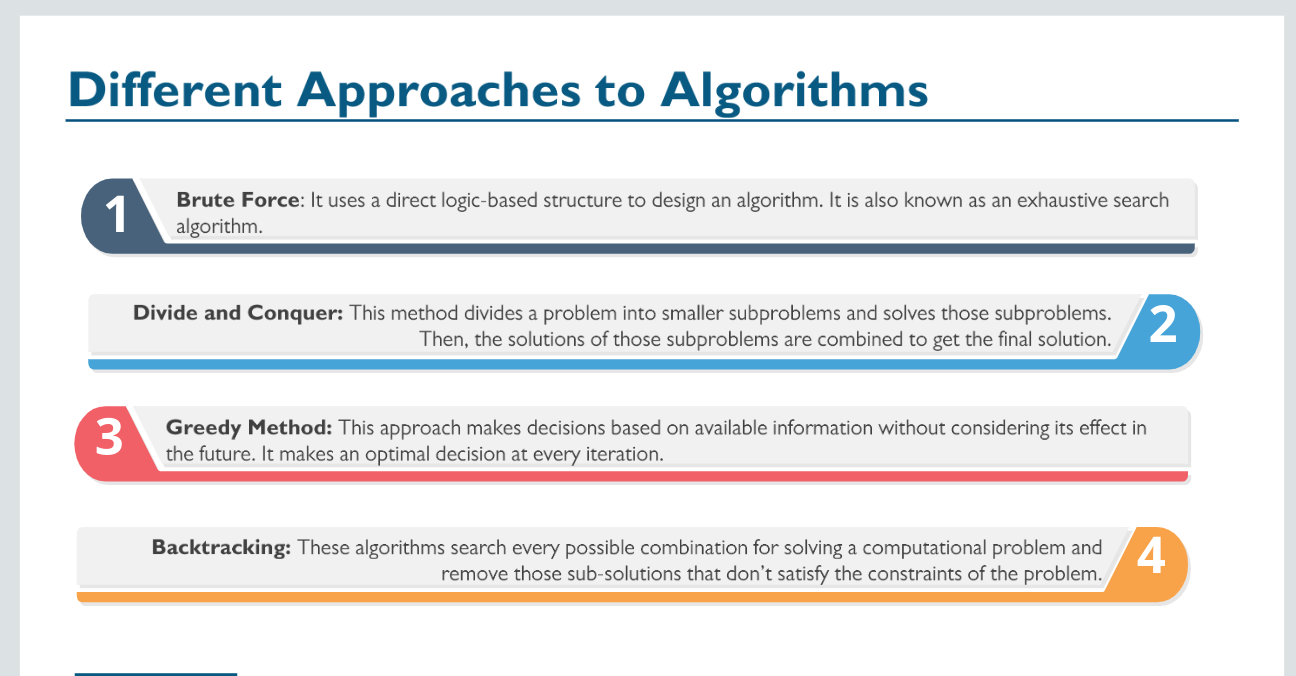 Different Approaches to Algorithms
1
Brute Force: It uses a direct logic-based structure to design an algorithm. It is also known as an exhaustive search
algorithm.
Divide and Conquer: This method divides a problem into smaller subproblems and solves those subproblems.
Then, the solutions of those subproblems are combined to get the final solution.
2
3
Greedy Method: This approach makes decisions based on available information without considering its effect in
the future. It makes an optimal decision at every iteration.
Backtracking: These algorithms search every possible combination for solving a computational problem and
remove those sub-solutions that don’t satisfy the constraints of the problem.
4